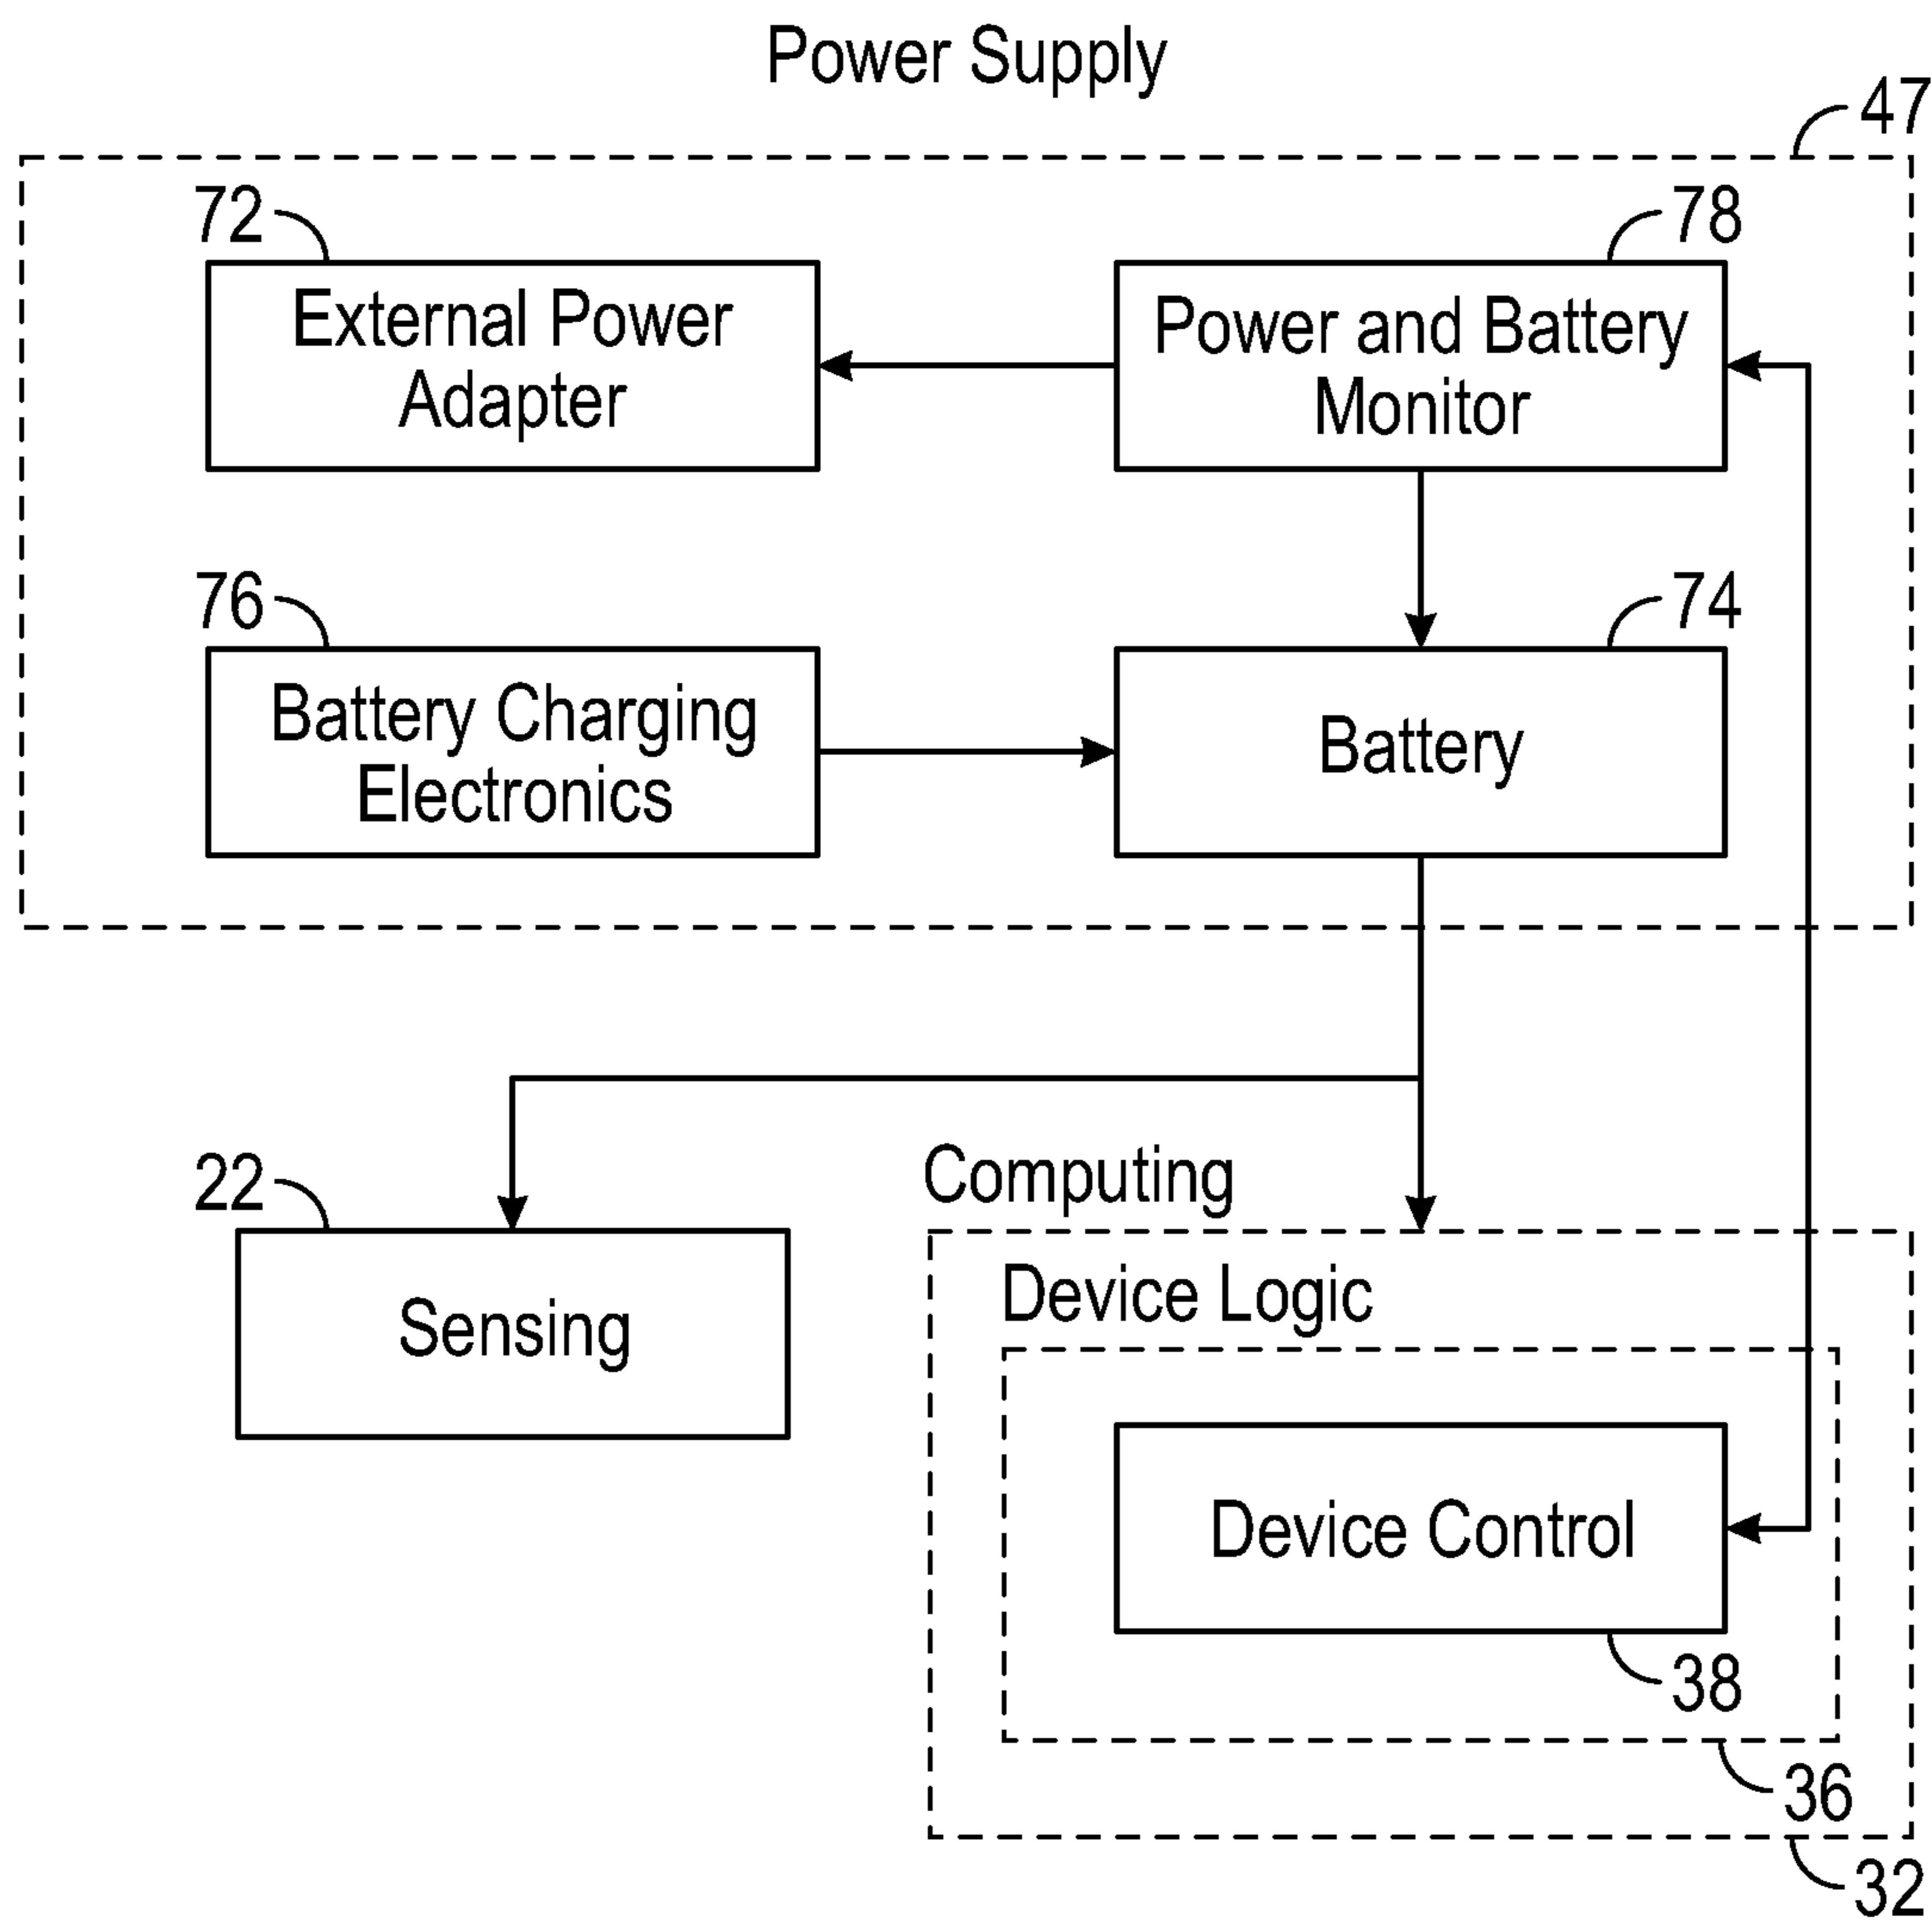 Power Supply
47
72
78
External Power
Adapter
Power and Battery
Monitor
76
74
Battery Charging
Electronics
Battery
22
Computing
Sensing
Device Logic
Device Control
38
36
32